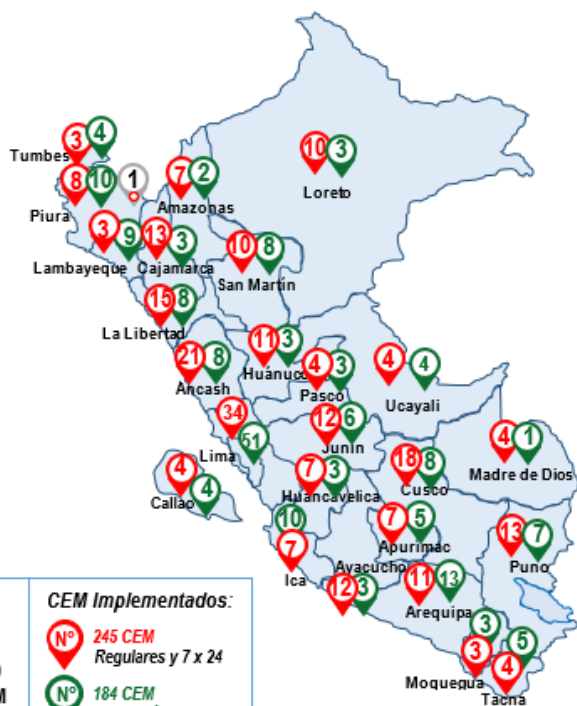 3 4
Tumbes
8 10 1
Piura
7 2
Amazonas
10 3
Loreto
3 9
Lambayeque
13 3
Cajamarca
10 8
San Martín
15 8
La Libertad
21 8
Ancash
11 3
Huánuco
4 3
Pasco
4 4
Ucayali
34 51
Lima
12 6
Junín
4 1
Madre de Dios
4 4
Callao
7 3
Huancavelica
18 8
Cusco
10
7
Ica
7 5
Apurimac
13 7
Puno
Ayacucho
12 3
11 13
Arequipa
3
3
Moquegua
5
4
Tacna
CEM Implementados:
Nº 245 CEM
Regulares y 7 x 24
Nº 184 CEM